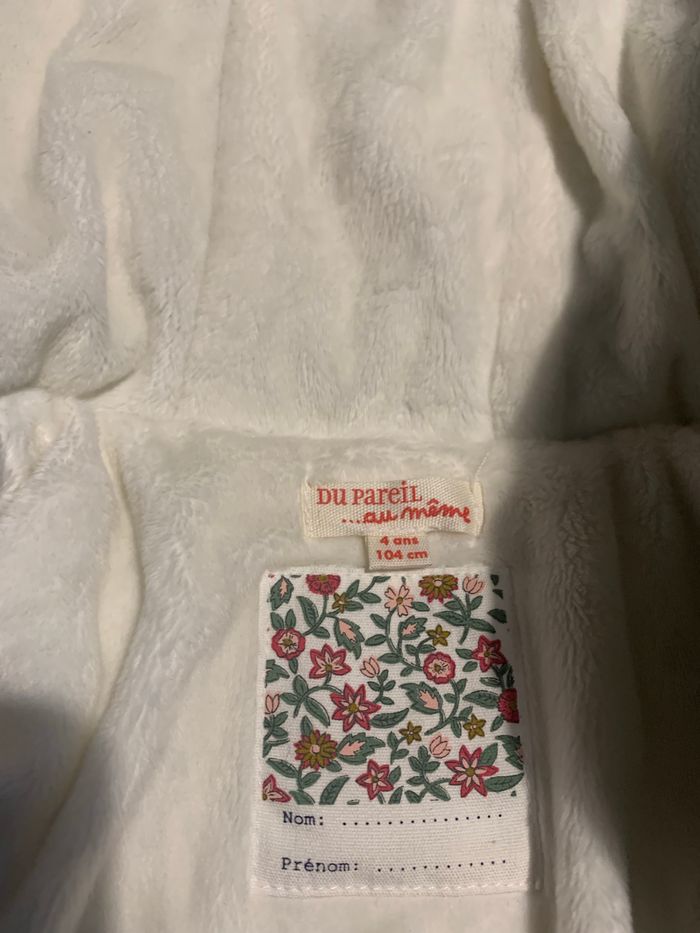 DU PAREIL
...au même
4 ans
104 cm
Nom: ...............
Prénom: ............